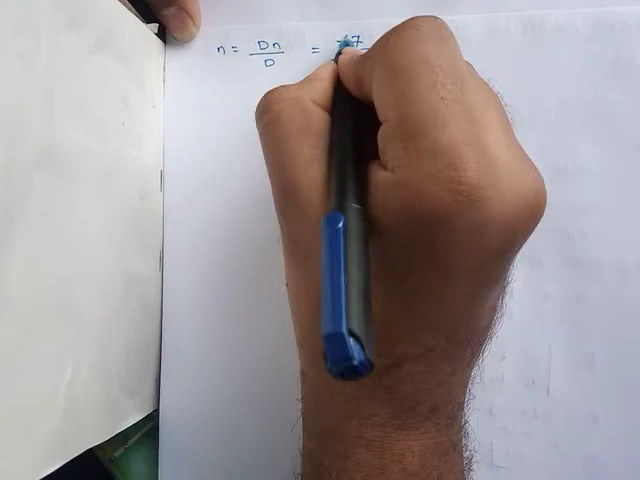 n = Dn/D =